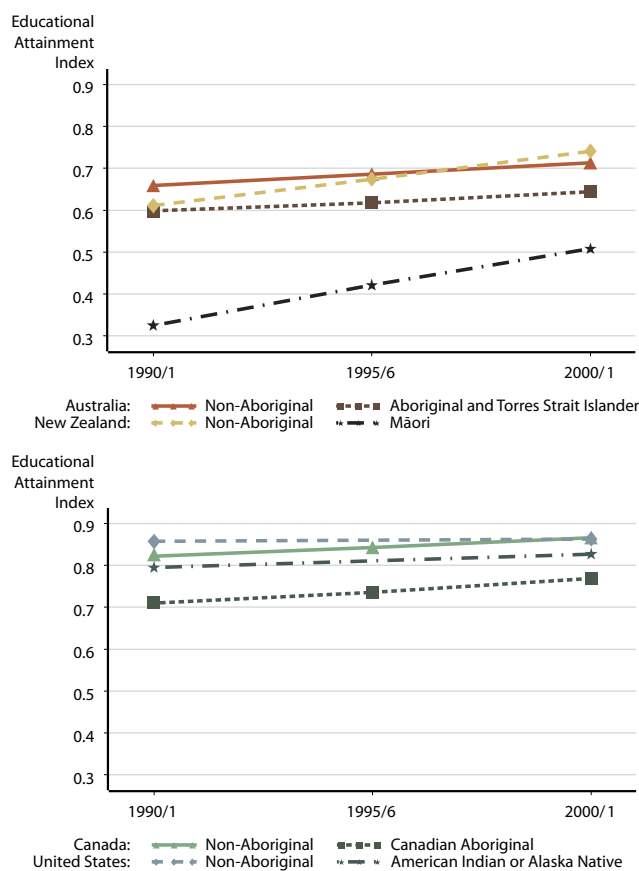 Educational
Attainment
Index
0.9
0.8
0.7
0.6
0.5
0.4
0.3
1990/1 1995/6 2000/1
Australia: Non-Aboriginal Aboriginal and Torres Strait Islander
New Zealand: Non-Aboriginal Māori
Educational
Attainment
Index
0.9
0.8
0.7
0.6
0.5
0.4
0.3
1990/1 1995/6 2000/1
Canada: Non-Aboriginal Canadian Aboriginal
United States: Non-Aboriginal American Indian or Alaska Native